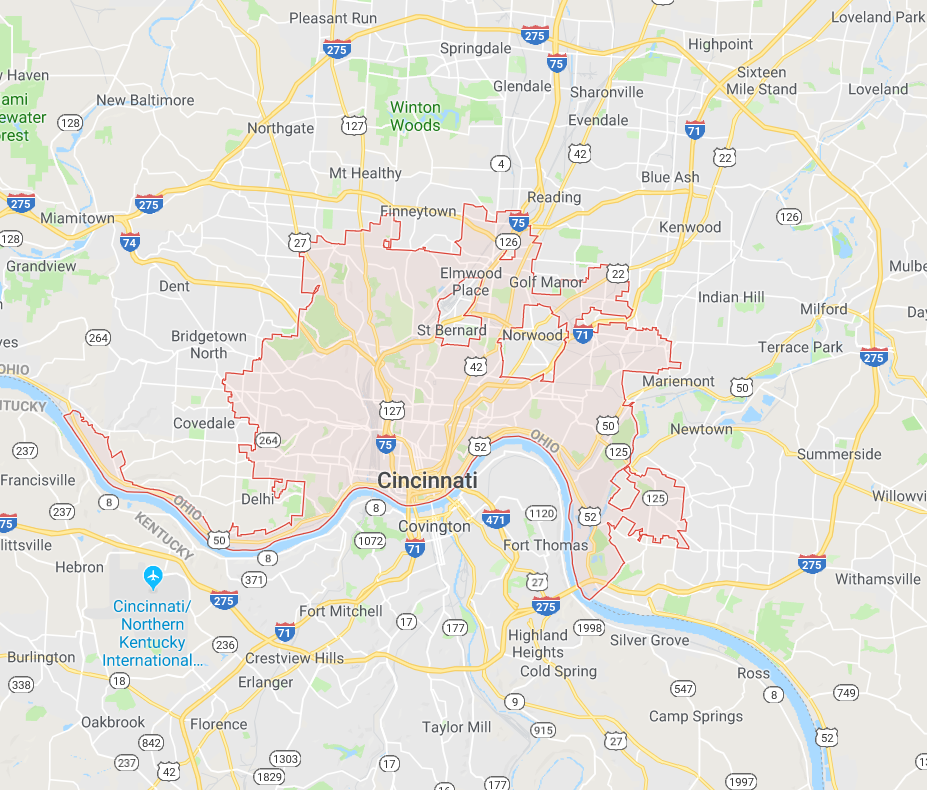 Pleasant Run
275
Springdale
275
75
Highpoint
Loveland Park
Glendale
Sharonville
Sixteen
Mile Stand
Loveland
Haven
New Baltimore
Winton
Woods
128
Northgate
127
Evendale
42
71
22
4
Mt Healthy
Blue Ash
Reading
275
275
Miamitown
74
128
27
Finneytown
75
126
Kenwood
126
Grandview
Dent
Elmwood
Place
Golf Manor
22
Indian Hill
Milford
264
Bridgetown
North
St Bernard
Norwood
71
Terrace Park
275
42
OHIO
KENTUCKY
Mariemont
50
127
Covedale
264
75
52
OHIO
50
125
Newtown
Summerside
237
Francisville
Cincinnati
8
237
Delhi
OHIO
KENTUCKY
50
8
8
125
75
Covington
471
1120
52
1072
71
Fort Thomas
Hebron
371
275
Cincinnati/
Northern
Kentucky
International...
27
275
275
Withamsville
Fort Mitchell
71
17
177
1998
Highland
Heights
Silver Grove
236
Burlington
Crestview Hills
Cold Spring
Ross
338
18
Erlanger
547
8
749
9
Oakbrook
Florence
Taylor Mill
915
Camp Springs
842
27
52
237
42
1303
1829
17
177
1997